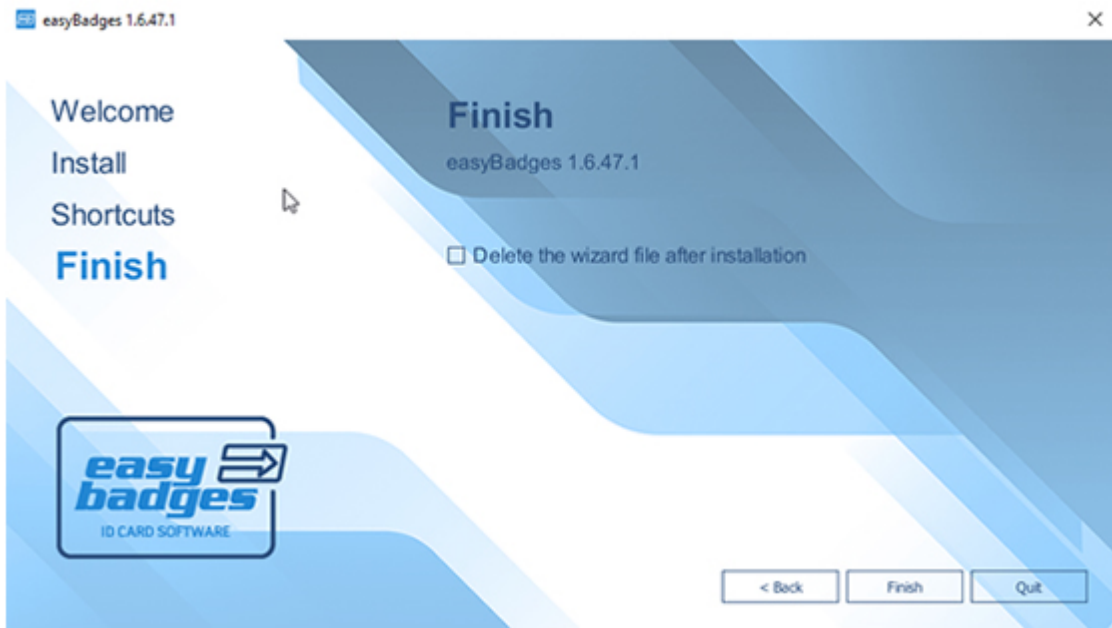 easyBadges 1.6.47.1
Welcome
Install
Shortcuts
Finish
Finish
easyBadges 1.6.47.1
Delete the wizard file after installation
easy
badges
ID CARD SOFTWARE
< Back
Finish
Quit